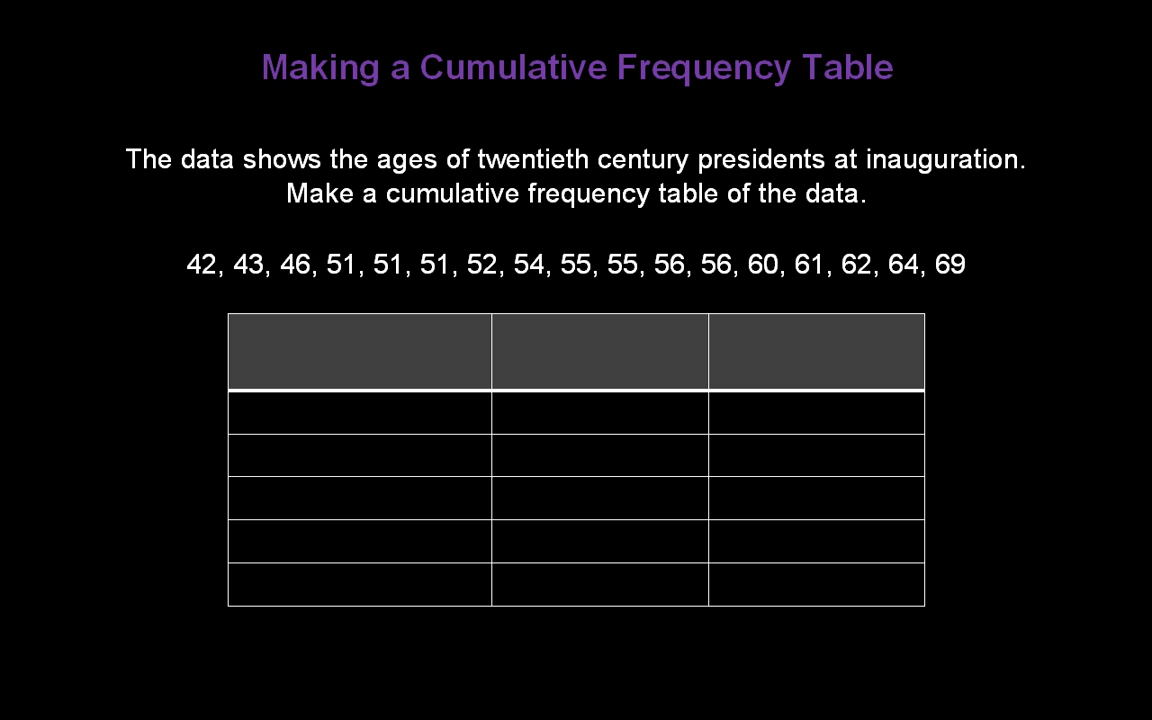 Making a Cumulative Frequency Table
The data shows the ages of twentieth century presidents at inauguration.
Make a cumulative frequency table of the data.
42, 43, 46, 51, 51, 51, 52, 54, 55, 55, 56, 56, 60, 61, 62, 64, 69